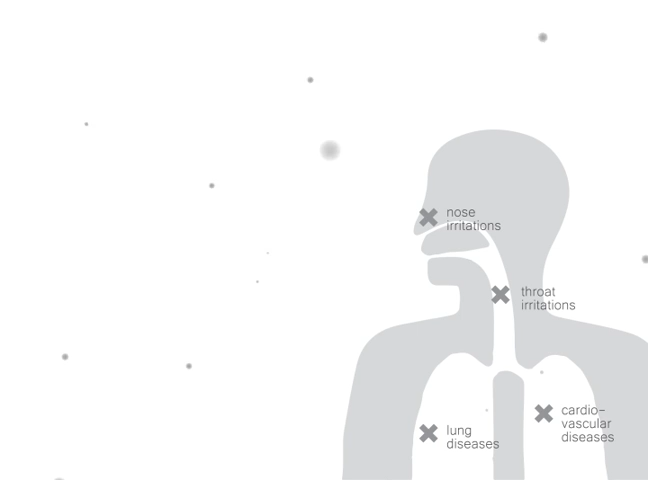 nose
irritations
throat
irritations
cardio–
vascular
diseases
lung
diseases